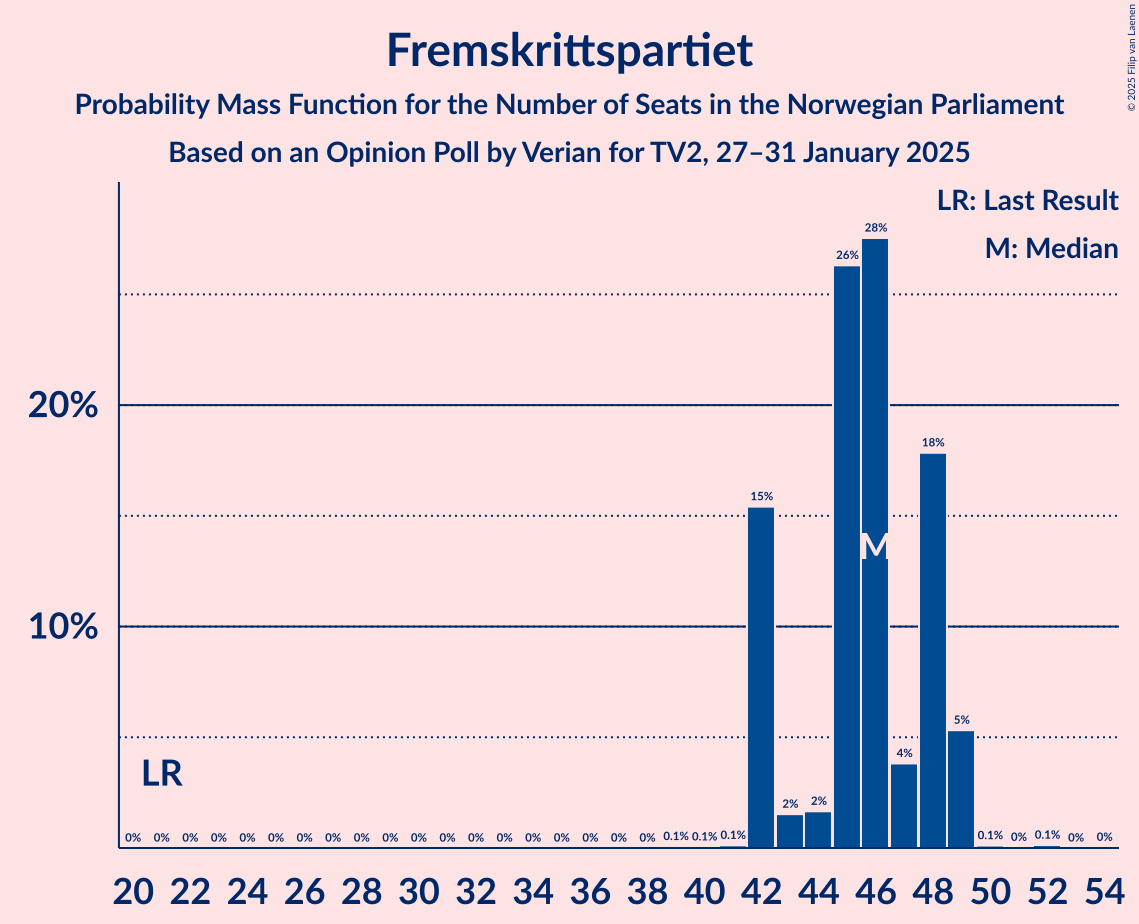 Fremskrittspartiet
Probability Mass Function for the Number of Seats in the Norwegian Parliament
Based on an Opinion Poll by Verian for TV2, 27–31 January 2025
© 2025 Filip van Laenen
LR: Last Result
M: Median
28%
26%
20%
18%
15%
M
10%
5%
4%
LR
2% 2%
0% 0% 0% 0% 0% 0% 0% 0% 0% 0% 0% 0% 0% 0% 0% 0% 0% 0% 0% 0.1% 0.1% 0.1% 0.1% 0% 0.1% 0% 0%
20 22 24 26 28 30 32 34 36 38 40 42 44 46 48 50 52 54